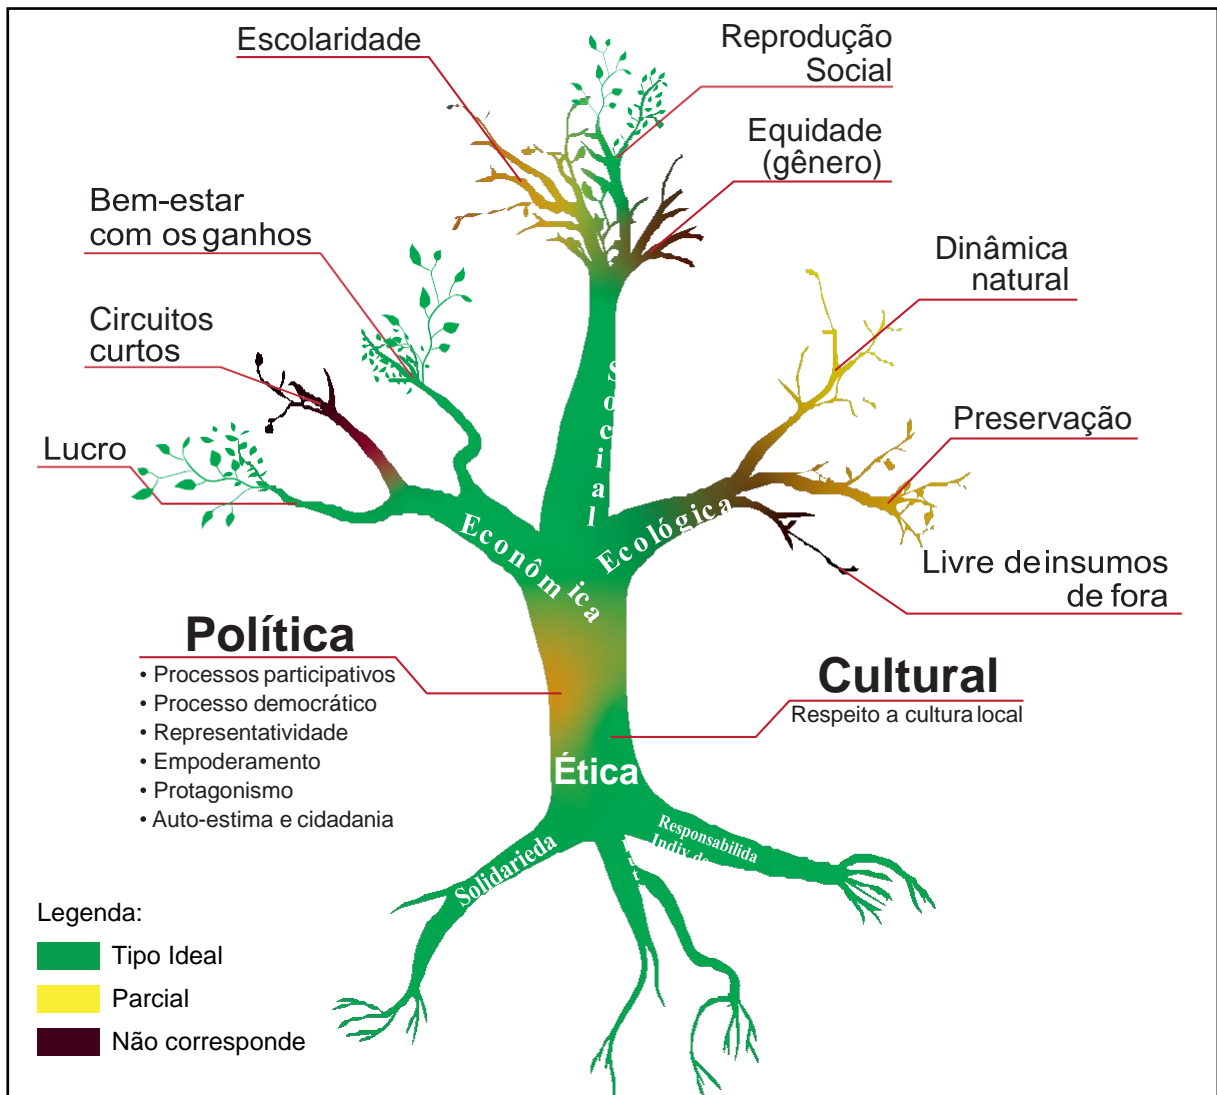 Escolaridade
Reprodução
Social
Equidade
(gênero)
Bem-estar
com os ganhos
Dinâmica
natural
Circuitos
curtos
Preservação
Lucro
Social
Econômica
Ecológica
Livre de insumos
de fora
Política
• Processos participativos
• Processo democrático
• Representatividade
• Empoderamento
• Protagonismo
• Auto-estima e cidadania
Cultural
Respeito a cultura local
Ética
Solidarieda
Responsabilida
Legenda:
Tipo Ideal
Parcial
Não corresponde